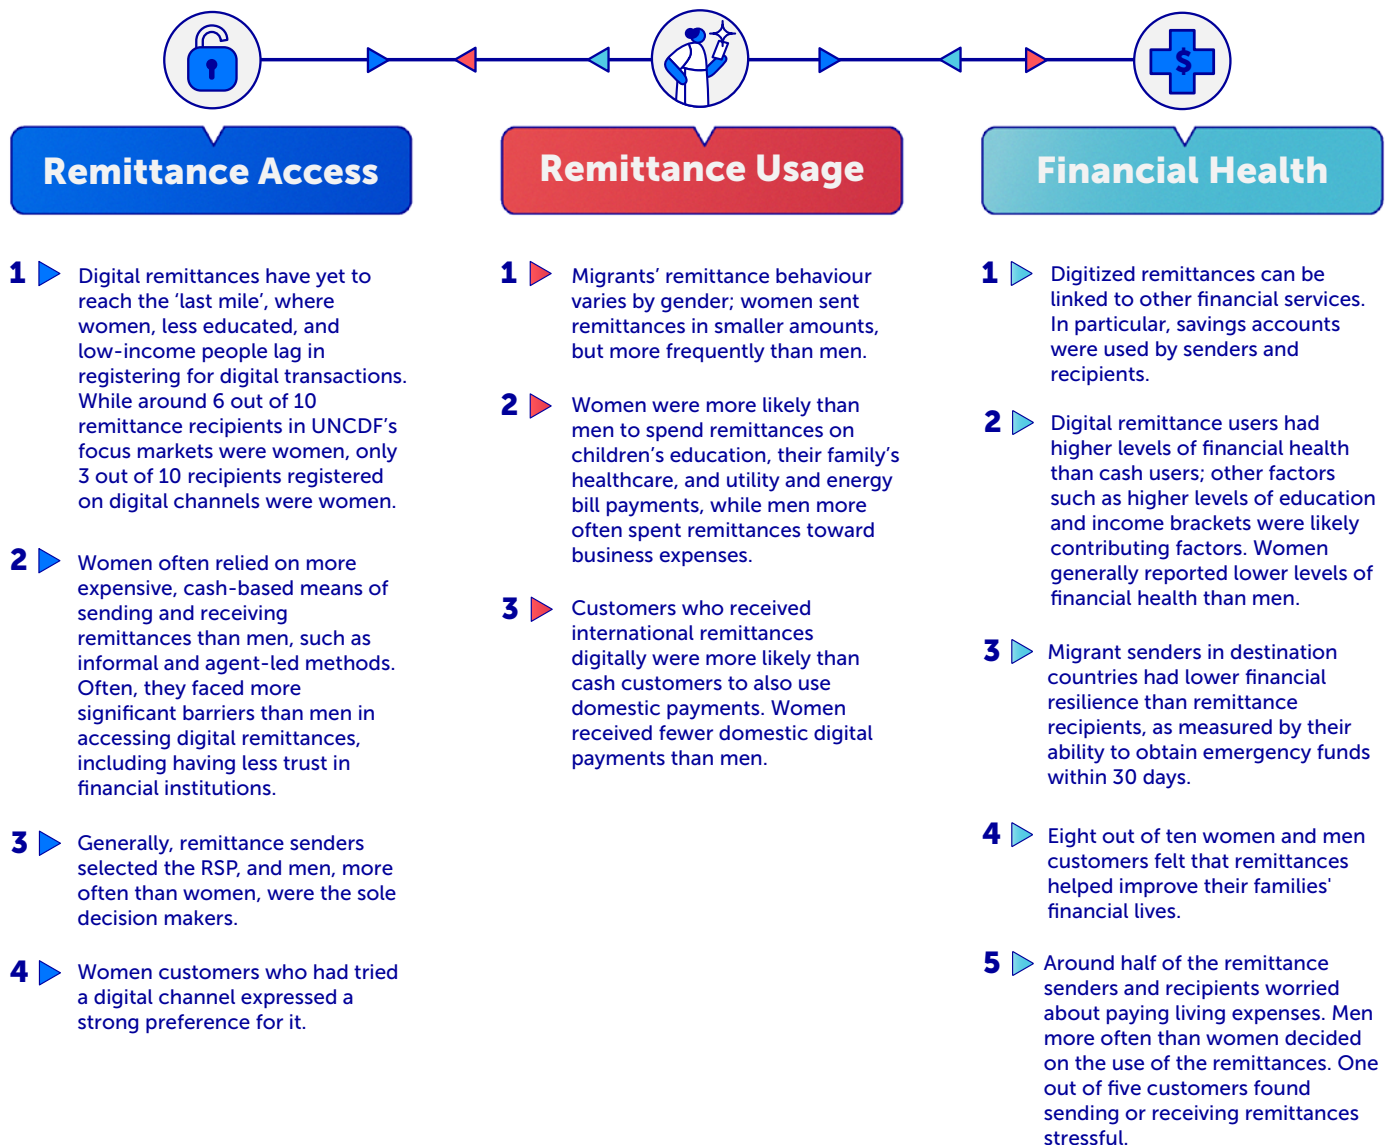 $
Remittance Access
1
Digital remittances have yet to
reach the ‘last mile’, where
women, less educated, and
low-income people lag in
registering for digital transactions.
While around 6 out of 10
remittance recipients in UNCDF’s
focus markets were women, only
3 out of 10 recipients registered
on digital channels were women.
2
Women often relied on more
expensive, cash-based means of
sending and receiving
remittances than men, such as
informal and agent-led methods.
Often, they faced more
significant barriers than men in
accessing digital remittances,
including having less trust in
financial institutions.
3
Generally, remittance senders
selected the RSP, and men, more
often than women, were the sole
decision makers.
4
Women customers who had tried
a digital channel expressed a
strong preference for it.
Remittance Usage
1
Migrants’ remittance behaviour
varies by gender; women sent
remittances in smaller amounts,
but more frequently than men.
2
Women were more likely than
men to spend remittances on
children’s education, their family’s
healthcare, and utility and energy
bill payments, while men more
often spent remittances toward
business expenses.
3
Customers who received
international remittances
digitally were more likely than
cash customers to also use
domestic payments. Women
received fewer domestic digital
payments than men.
Financial Health
1
Digitized remittances can be
linked to other financial services.
In particular, savings accounts
were used by senders and
recipients.
2
Digital remittance users had
higher levels of financial health
than cash users; other factors
such as higher levels of education
and income brackets were likely
contributing factors. Women
generally reported lower levels of
financial health than men.
3
Migrant senders in destination
countries had lower financial
resilience than remittance
recipients, as measured by their
ability to obtain emergency funds
within 30 days.
4
Eight out of ten women and men
customers felt that remittances
helped improve their families'
financial lives.
5
Around half of the remittance
senders and recipients worried
about paying living expenses. Men
more often than women decided
on the use of the remittances. One
out of five customers found
sending or receiving remittances
stressful.